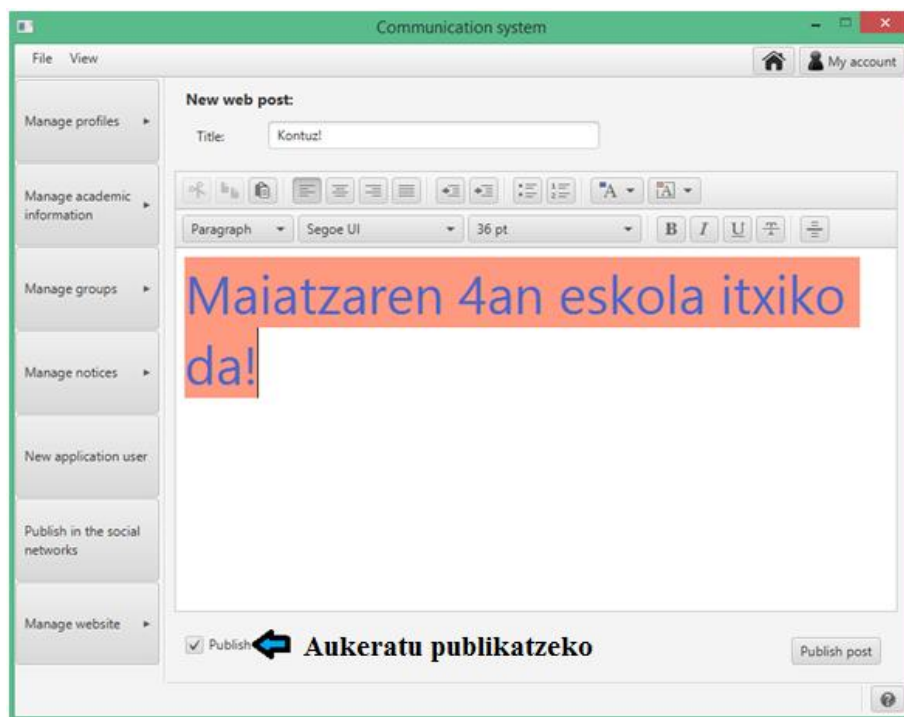 Communication system
File View
My account
Manage profiles
Manage academic
information
Manage groups
Manage notices
New application user
Publish in the social
networks
Manage website
New web post:
Title: Kontuz!
Paragraph Segoe UI 36 pt B I U T
Maiatzaren 4an eskola itxiko
da!
Publish Aukeratu publikatzeko
Publish post